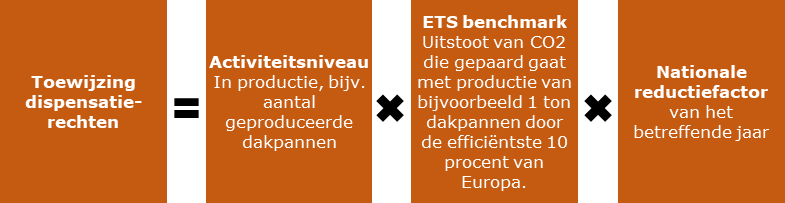 Toewijzing
dispensatie-
rechten
=
Activiteitsniveau
In productie, bijv.
aantal
geproduceerde
dakpannen
×
ETS benchmark
Uitstoot van CO2
die gepaard gaat
met productie van
bijvoorbeeld 1 ton
dakpannen door
de efficiëntste 10
procent van
Europa.
×
Nationale
reductiefactor
van het
betreffende jaar